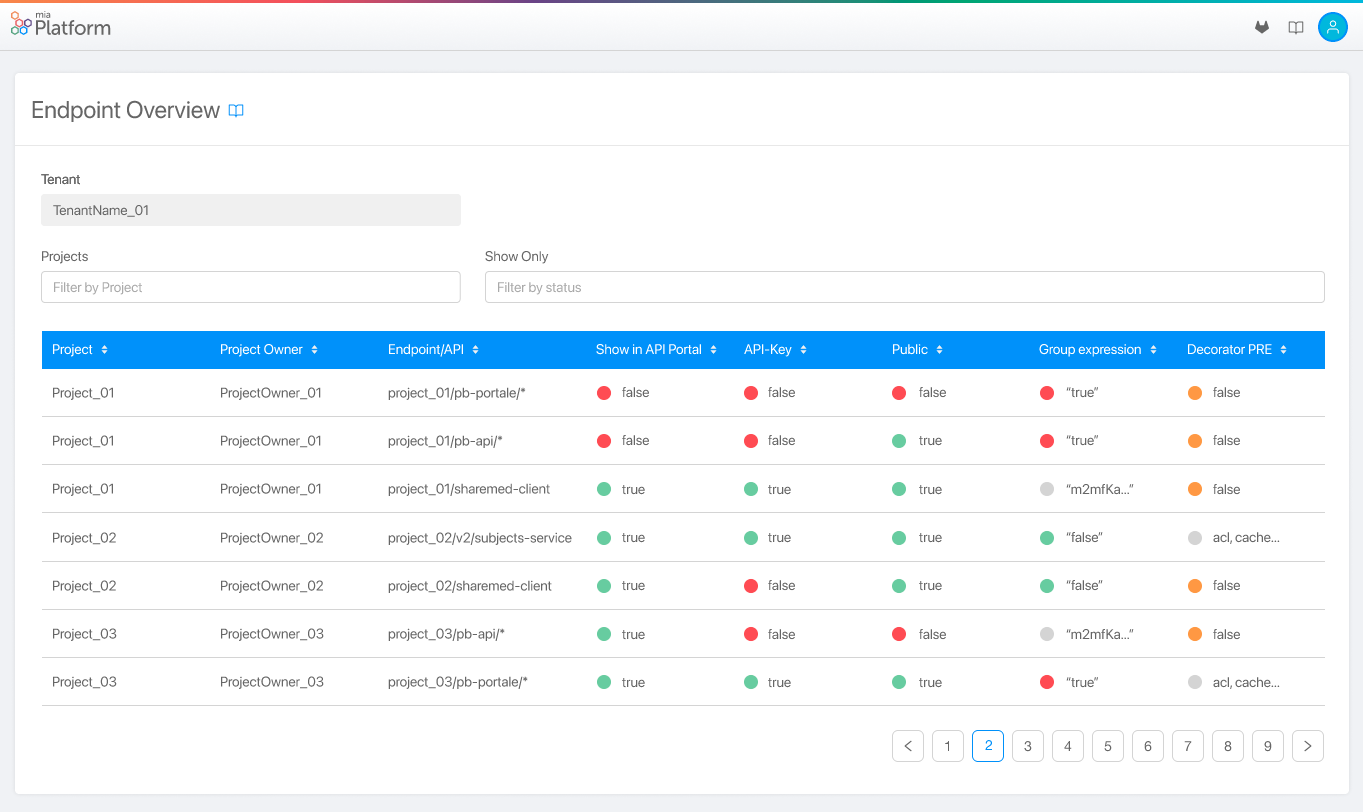 mia
Platform
Endpoint Overview
Tenant
TenantName_01
Projects Show Only
Filter by Project Filter by status
Project Project Owner Endpoint/API Show in API Portal API-Key Public Group expression Decorator PRE
Project_01 ProjectOwner_01 project_01/pb-portale/* false false false “true” false
Project_01 ProjectOwner_01 project_01/pb-api/* false false true “true” false
Project_01 ProjectOwner_01 project_01/sharemed-client true true true “m2mfKa...” false
Project_02 ProjectOwner_02 project_02/v2/subjects-service true true true “false” acl, cache...
Project_02 ProjectOwner_02 project_02/sharemed-client true false true “false” false
Project_03 ProjectOwner_03 project_03/pb-api/* true false false “m2mfKa...” false
Project_03 ProjectOwner_03 project_03/pb-portale/* true true true “true” acl, cache...
1 2 3 4 5 6 7 8 9